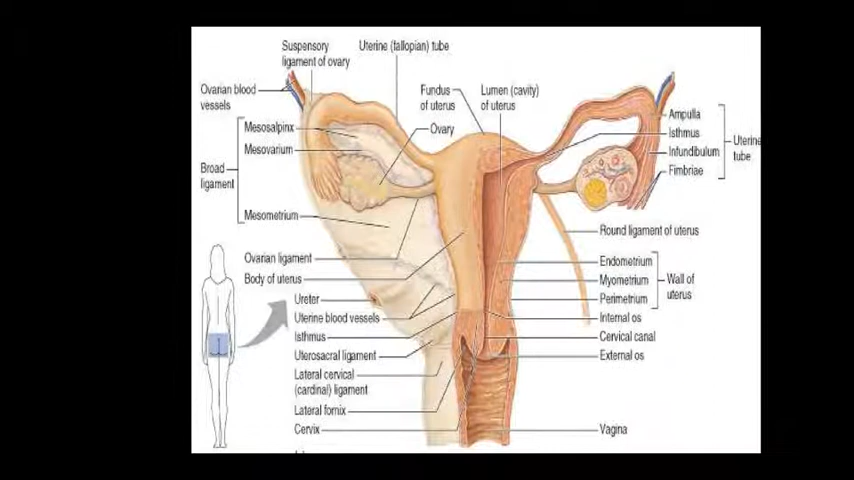 Suspensory
ligament of ovary
Uterine (fallopian) tube
Ovarian blood
vessels
Fundus
of uterus
Lumen (cavity)
of uterus
Mesosalpinx
Ovary
Mesovarium
Broad
ligament
Mesometrium
Ampulla
Isthmus
Infundibulum
Fimbriae
Uterine
tube
Round ligament of uterus
Ovarian ligament
Body of uterus
Ureter
Uterine blood vessels
Isthmus
Uterosacral ligament
Lateral cervical
(cardinal) ligament
Lateral fornix
Cervix
Endometrium
Myometrium
Perimetrium
Wall of
uterus
Internal os
Cervical canal
External os
Vagina